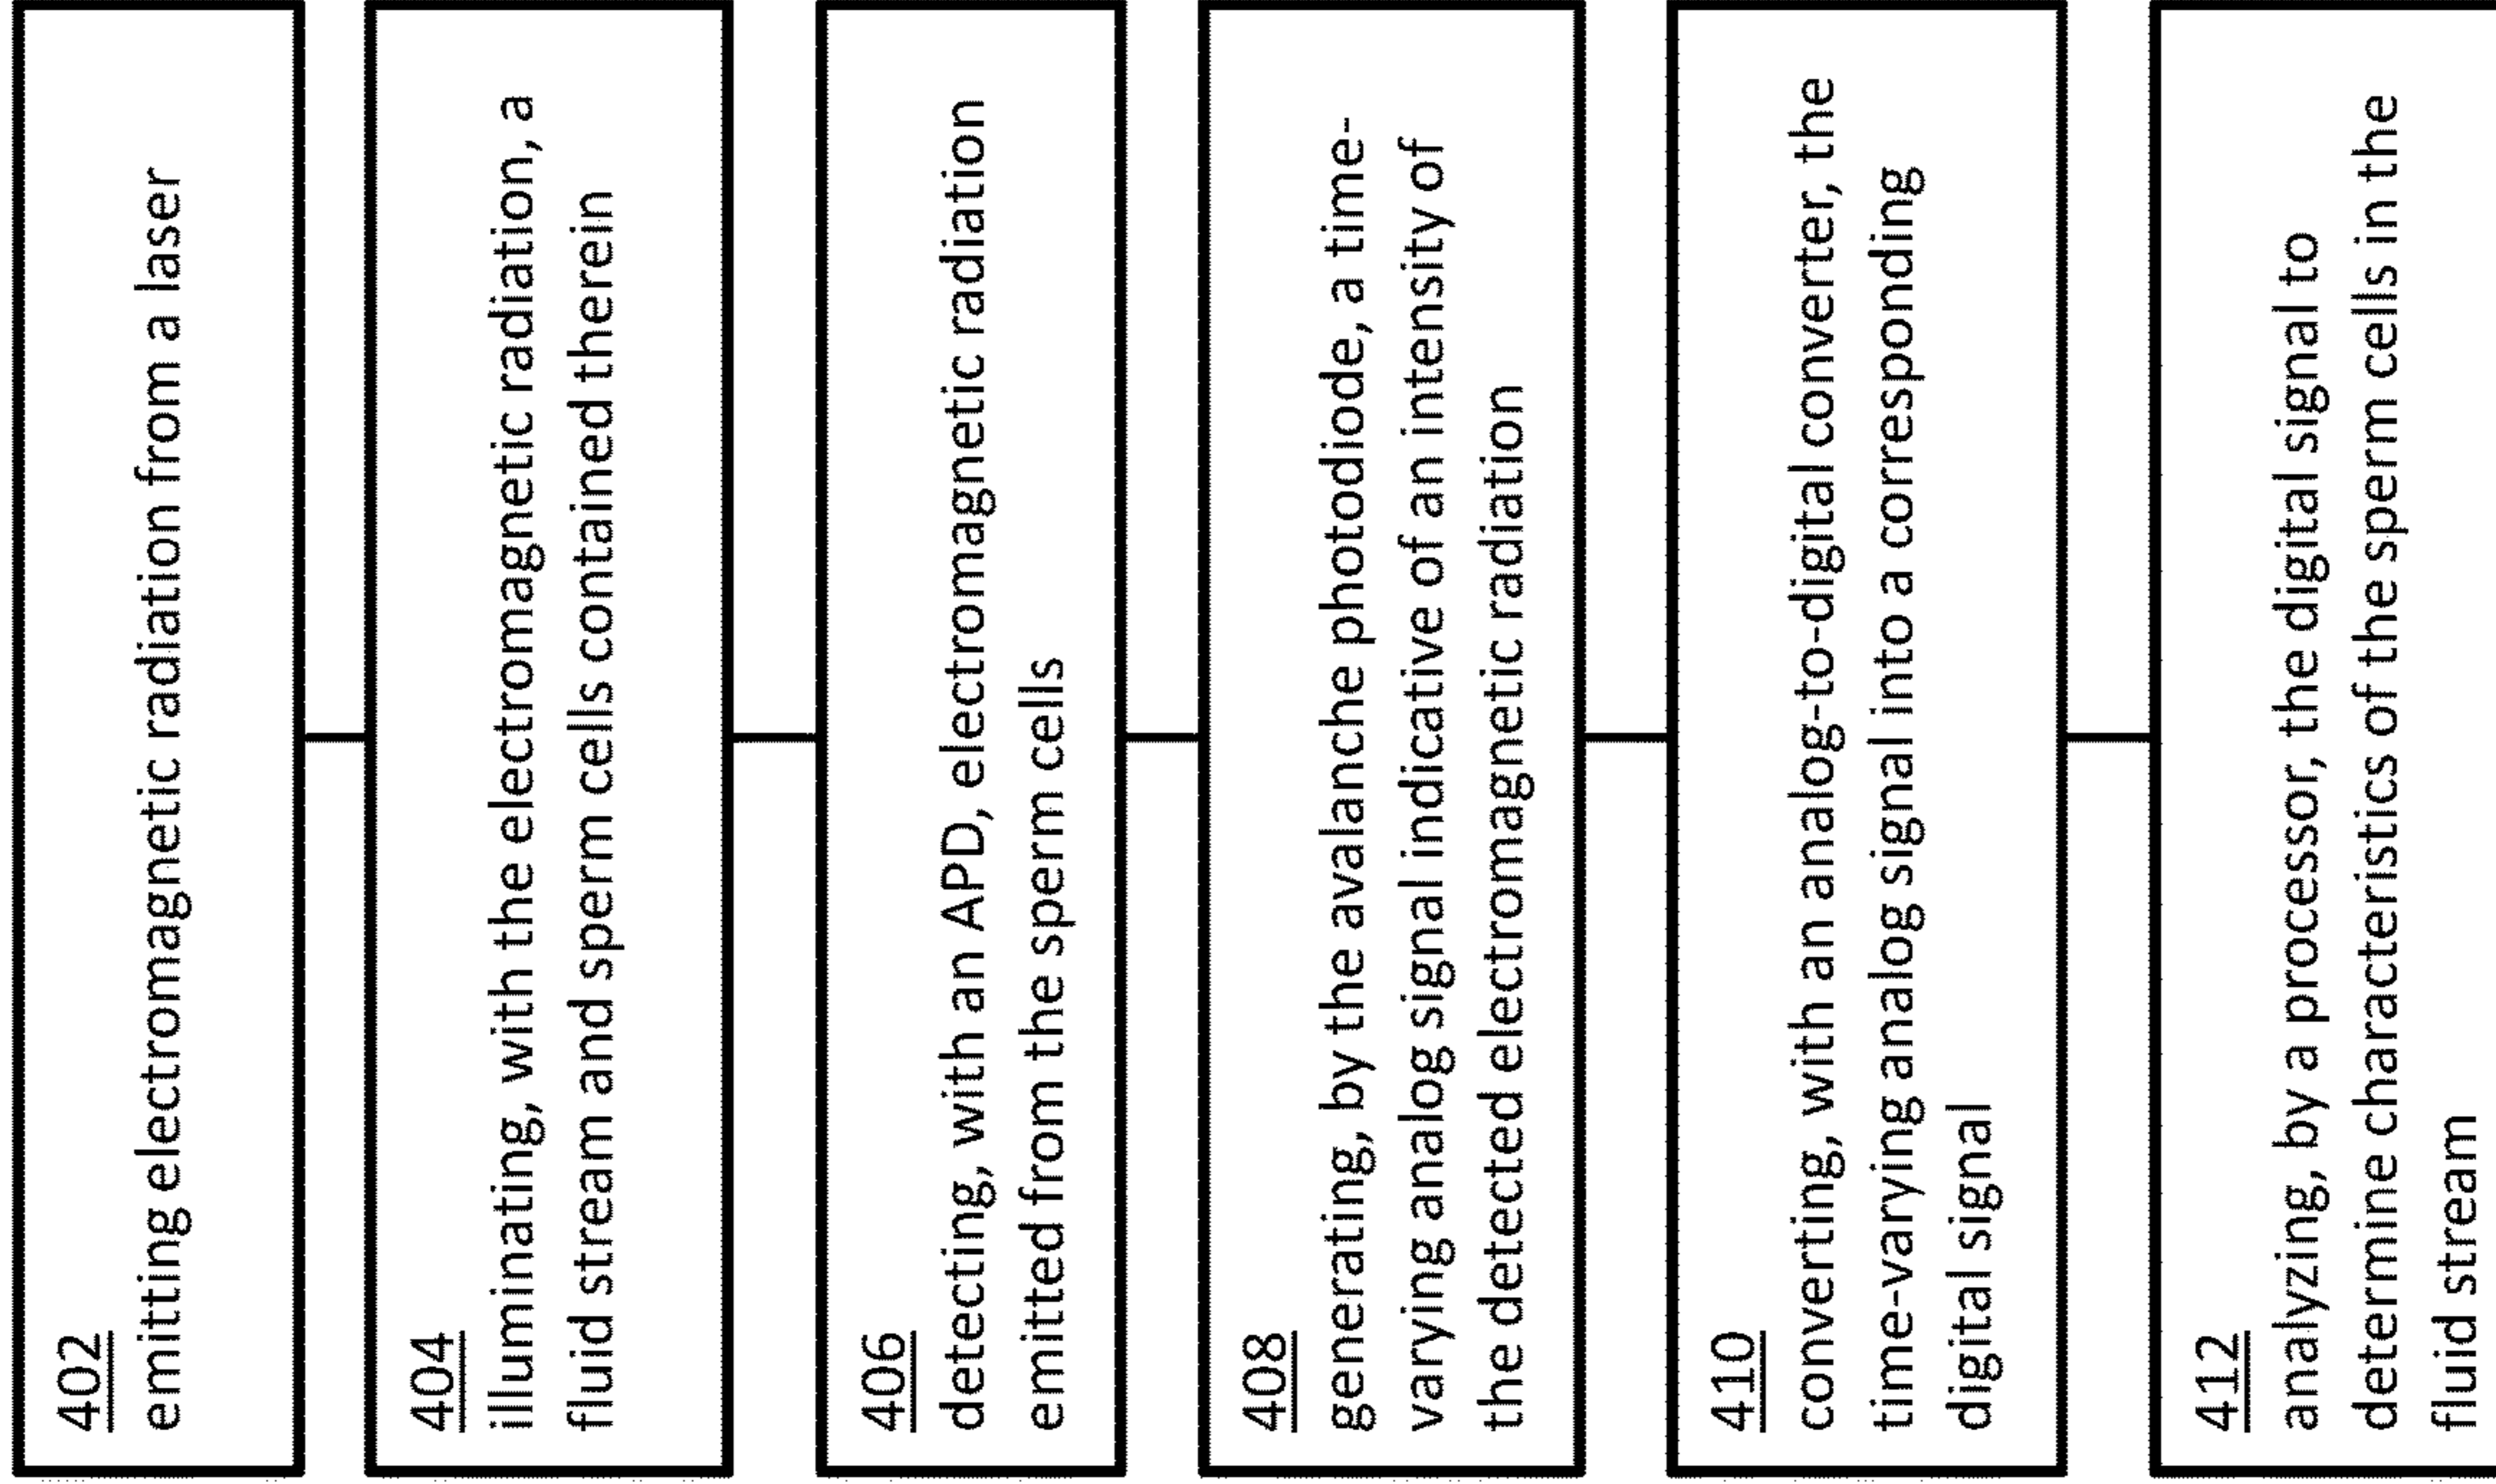 402
emitting electromagnetic radiation from a laser
404
illuminating, with the electromagnetic radiation, a
fluid stream and sperm cells contained therein
406
detecting, with an APD, electromagnetic radiation
emitted from the sperm cells
408
generating, by the avalanche photodiode, a time-
varying analog signal indicative of an intensity of
the detected electromagnetic radiation
410
converting, with an analog-to-digital converter, the
time-varying analog signal into a corresponding
digital signal
412
analyzing, by a processor, the digital signal to
determine characteristics of the sperm cells in the
fluid stream